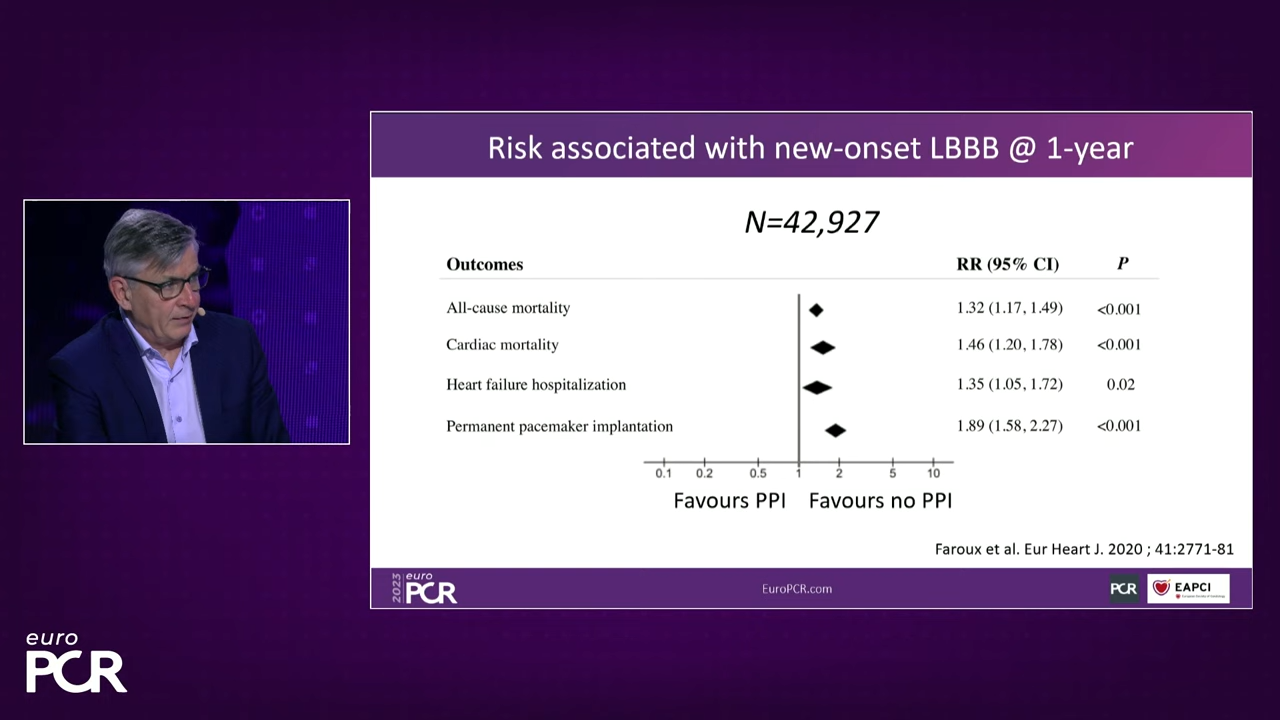 Risk associated with new-onset LBBB @ 1-year
N=42,927
Outcomes RR (95% CI) P
All-cause mortality 1.32 (1.17, 1.49) <0.001
Cardiac mortality 1.46 (1.20, 1.78) <0.001
Heart failure hospitalization 1.35 (1.05, 1.72) 0.02
Permanent pacemaker implantation 1.89 (1.58, 2.27) <0.001
0.1 0.2 0.5 1 2 5 10
Favours PPI Favours no PPI
Faroux et al. Eur Heart J. 2020 ; 41:2771-81
2023 euro PCR
EuroPCR.com
PCR
EAPCI
euro
PCR